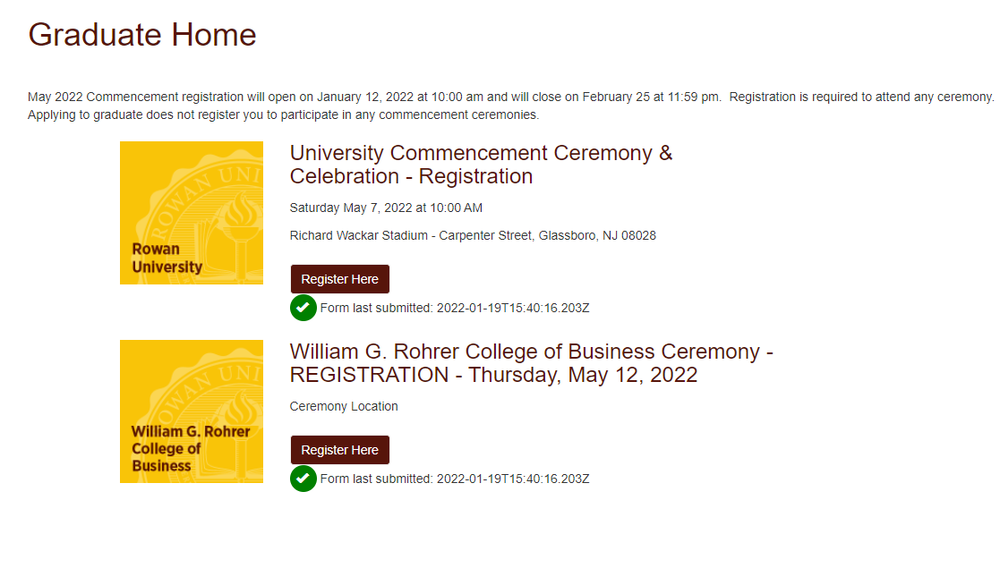 Graduate Home
May 2022 Commencement registration will open on January 12, 2022 at 10:00 am and will close on February 25 at 11:59 pm.  Registration is required to attend any ceremony.
Applying to graduate does not register you to participate in any commencement ceremonies.
ROWAN UNI
Rowan
University
University Commencement Ceremony &
Celebration - Registration
Saturday May 7, 2022 at 10:00 AM
Richard Wackar Stadium - Carpenter Street, Glassboro, NJ 08028
Register Here
Form last submitted: 2022-01-19T15:40:16.203Z
ROWAN UNI
William G. Rohrer
College of
Business
William G. Rohrer College of Business Ceremony -
REGISTRATION - Thursday, May 12, 2022
Ceremony Location
Register Here
Form last submitted: 2022-01-19T15:40:16.203Z